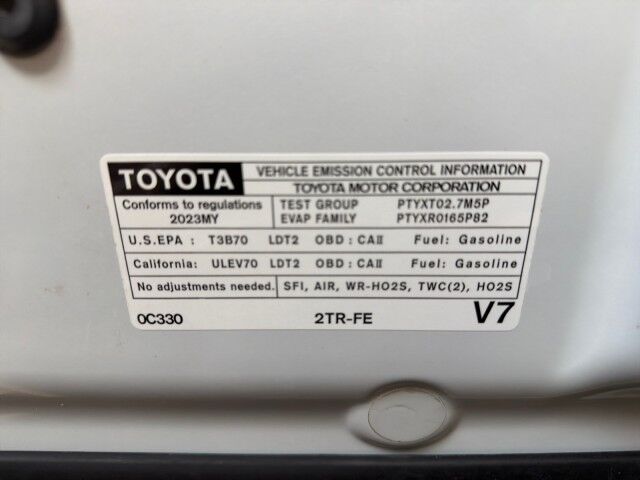 TOYOTA
VEHICLE EMISSION CONTROL INFORMATION
TOYOTA MOTOR CORPORATION
Conforms to regulations
2023MY
TEST GROUP PTYXT02.7M5P
EVAP FAMILY PTYXR0165P82
U.S.EPA : T3B70 LDT2 OBD : CAII Fuel: Gasoline
California: ULEV70 LDT2 OBD : CAII Fuel: Gasoline
No adjustments needed. SFI, AIR, WR-HO2S, TWC(2), HO2S
0C330 2TR-FE V7